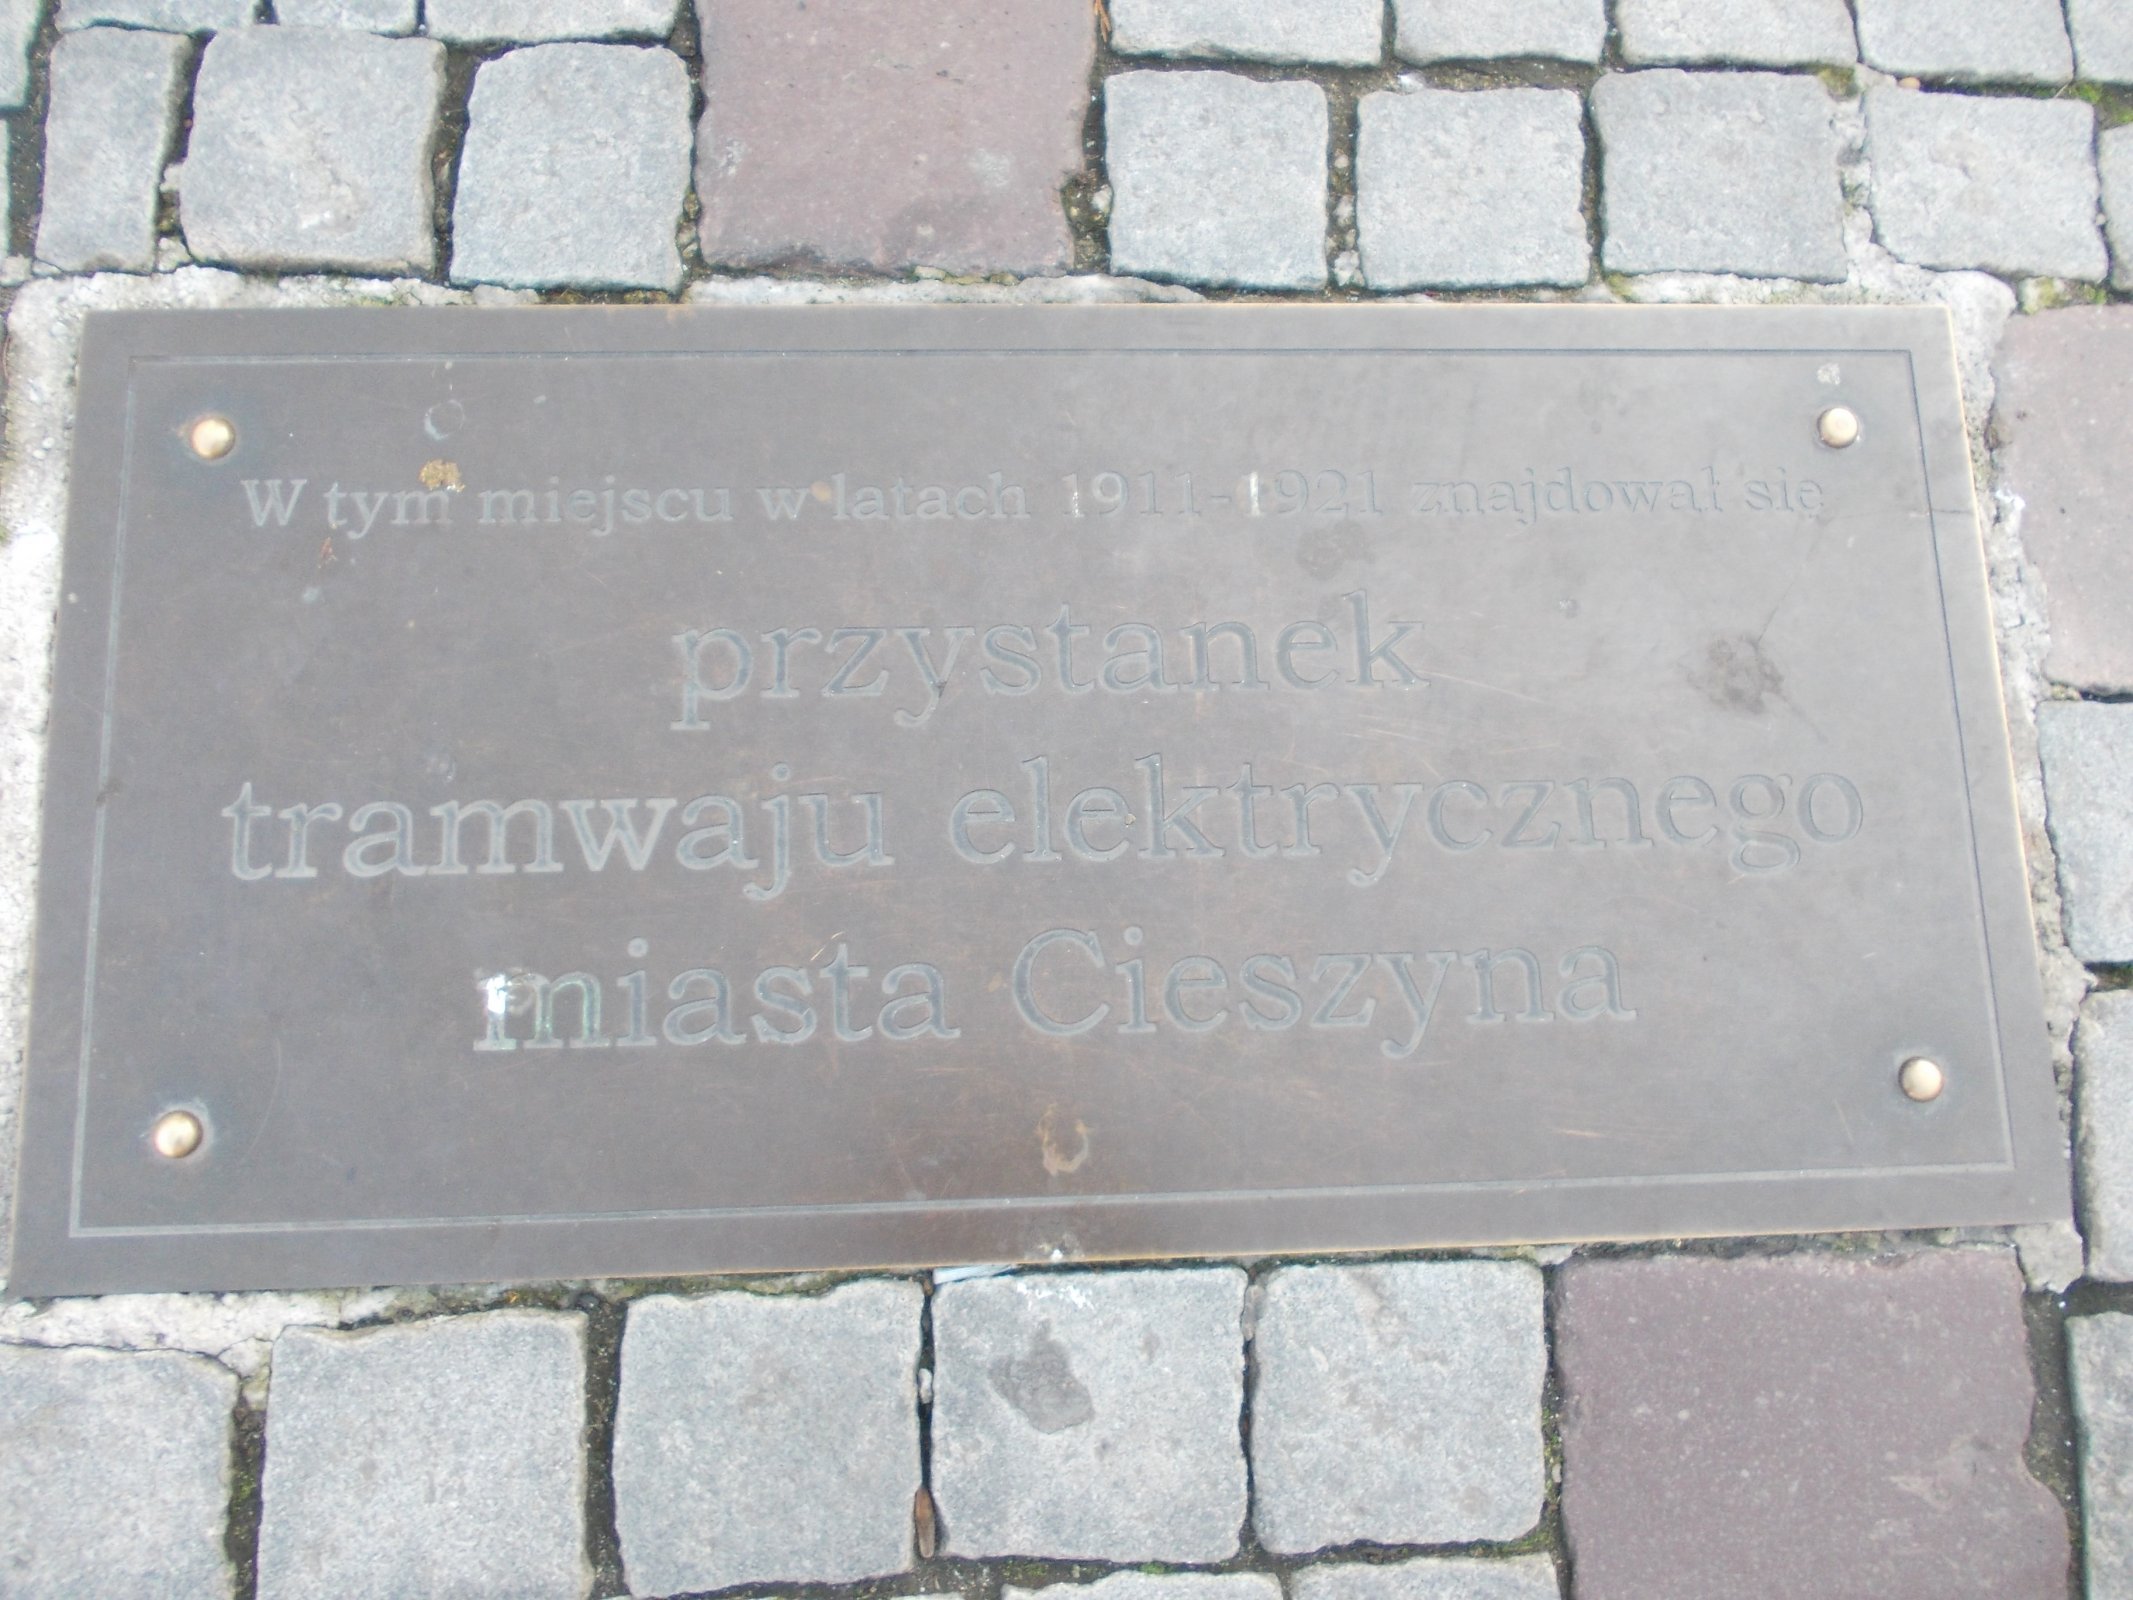 W tym miejscu w latach 1911-1921 znajdował się
przystanek
tramwaju elektrycznego
miasta Cieszyna